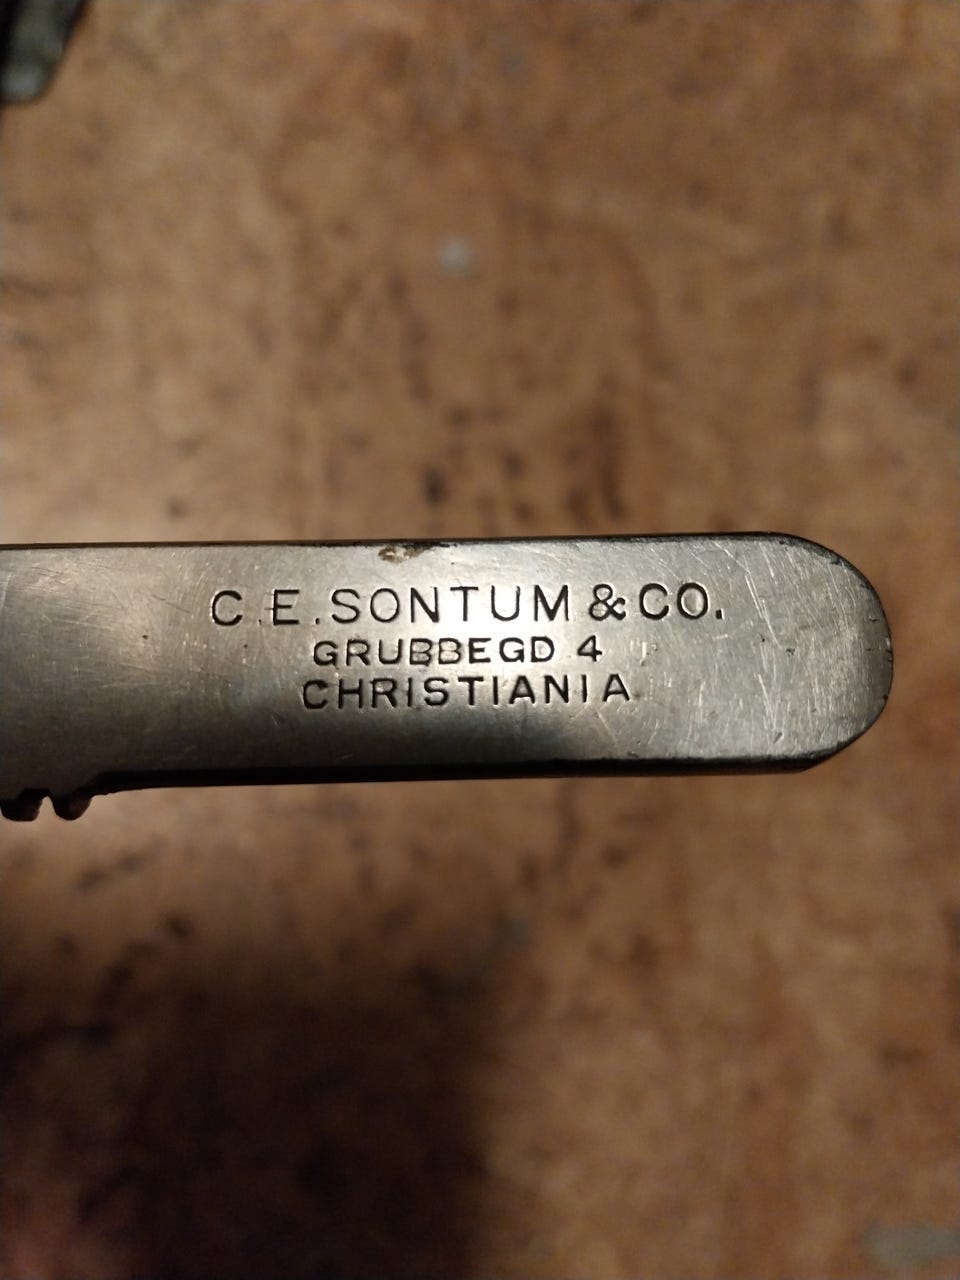 C.E.SONTUM & CO.
GRUBBEGD 4
CHRISTIANIA